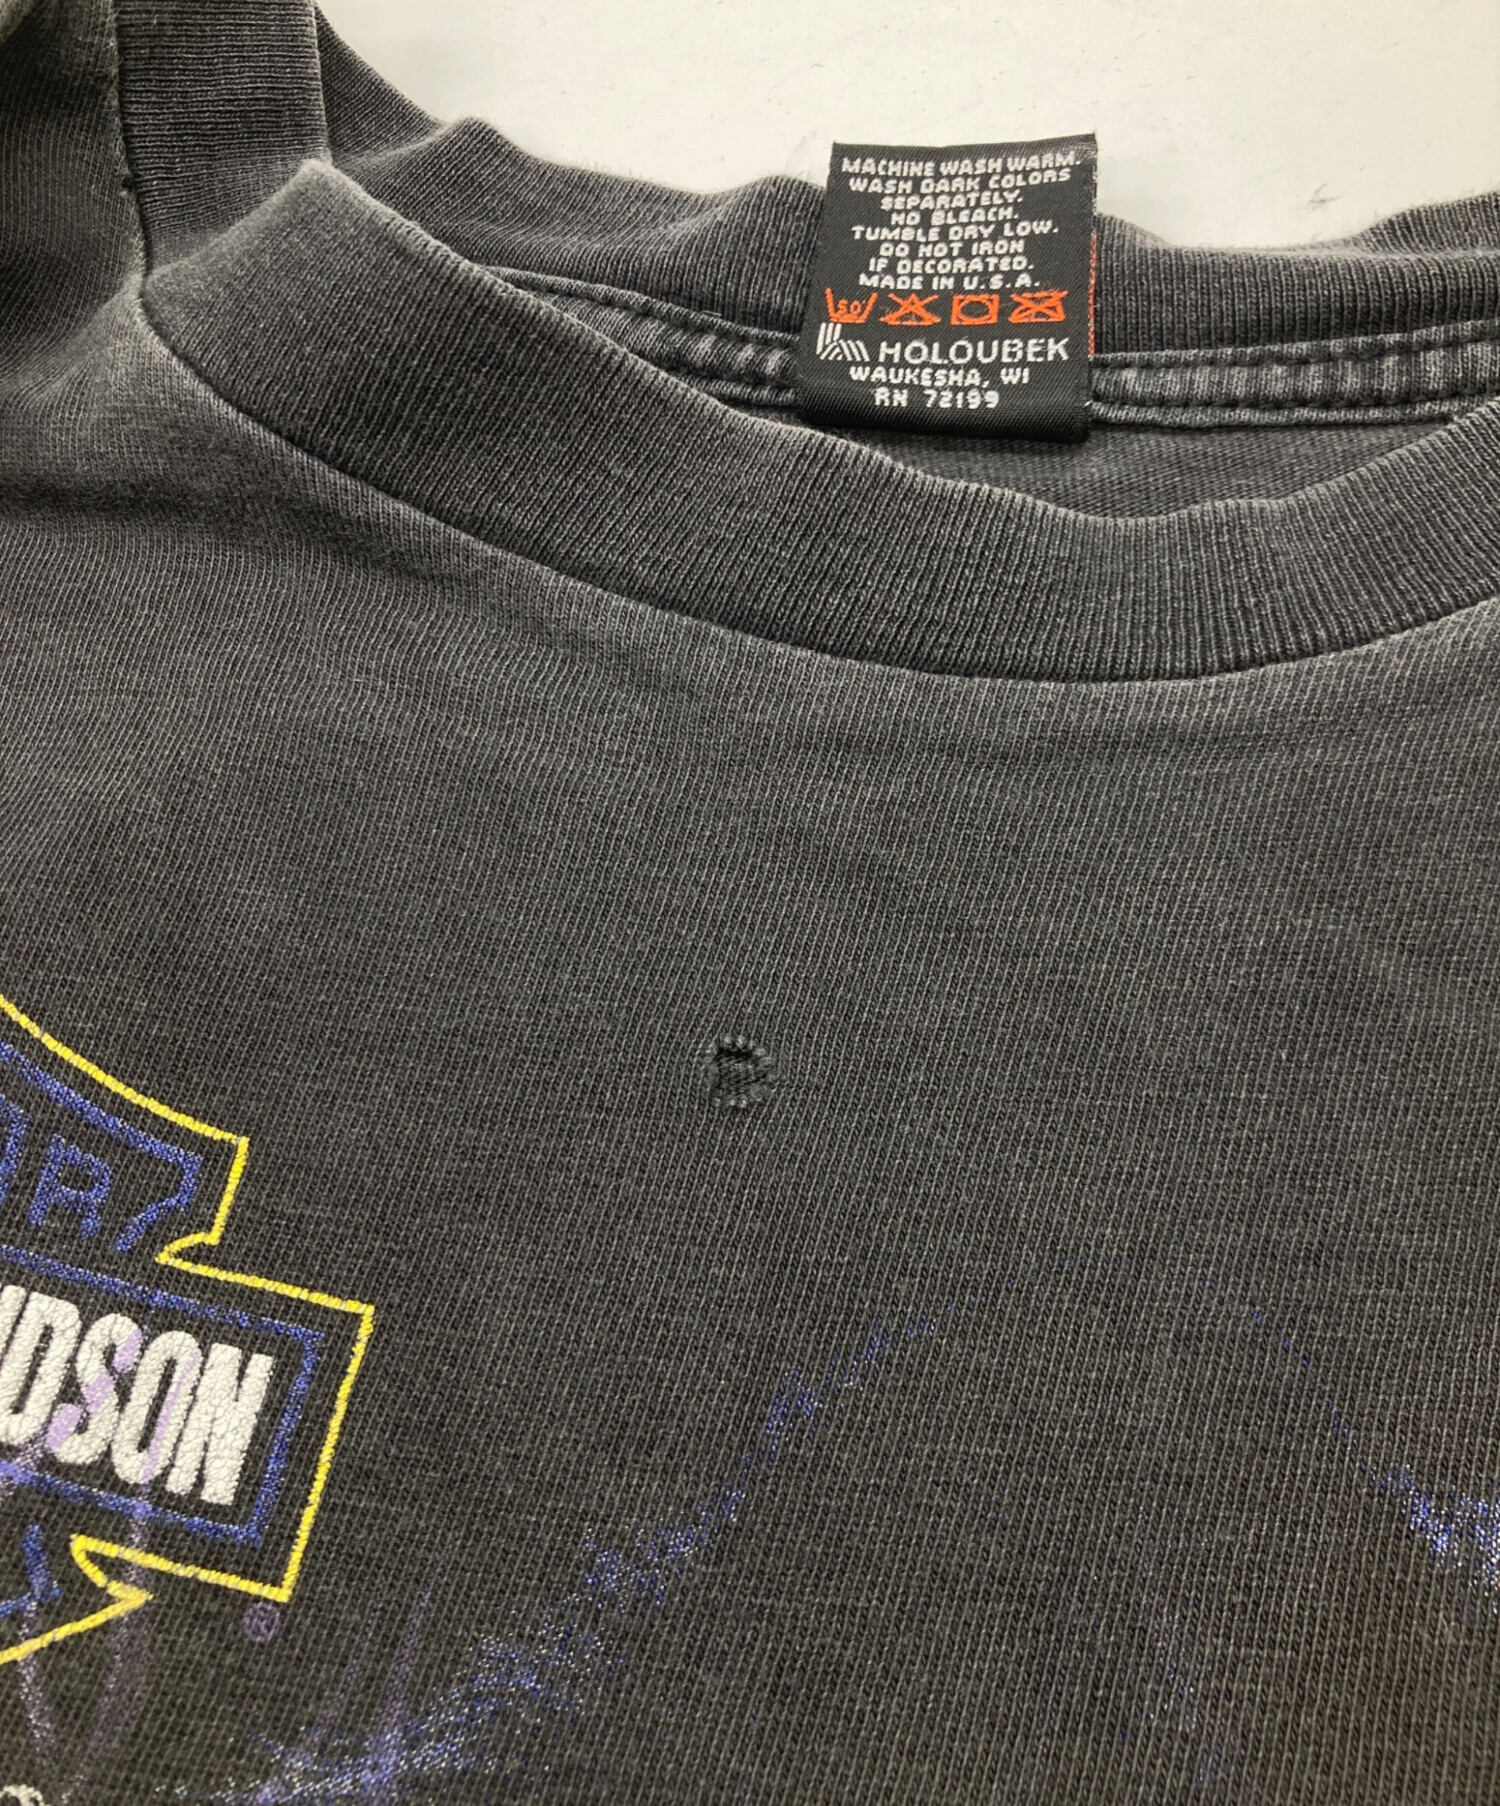 MACHINE WASH WARM.
WASH DARK COLORS
SEPARATELY.
NO BLEACH.
TUMBLE DRY LOW.
DO NOT IRON
IF DECORATED.
MADE IN U.S.A.
50°
HOLOUBEK
WAUKESHA, WI
RN 72199
DSON
®